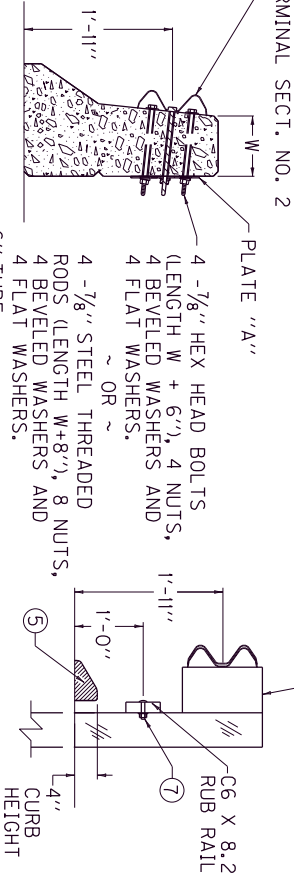 RMINAL SECT. NO. 2
PLATE "A"
W
1'-11"
4 -7/8" HEX HEAD BOLTS
(LENGTH W + 6"), 4 NUTS,
4 BEVELED WASHERS AND
4 FLAT WASHERS.
~ OR ~
4 -7/8" STEEL THREADED
RODS (LENGTH W+8"), 8 NUTS,
4 BEVELED WASHERS AND
4 FLAT WASHERS.
1'-11"
1'-0"
5
C6 X 8.2
RUB RAIL
7
4"
CURB
HEIGHT